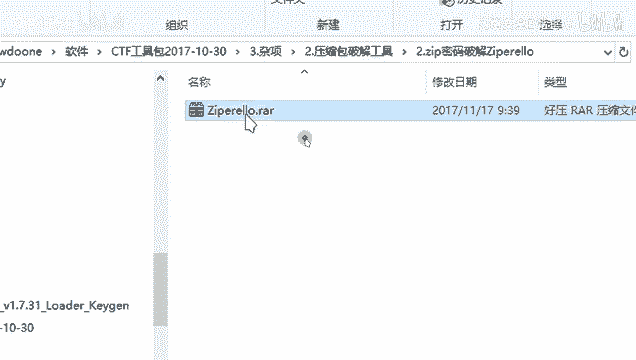 组织
新建
打开
选择
wdoone > 软件 > CTF工具包2017-10-30 > 3.杂项 > 2.压缩包破解工具 > 2.zip密码破解Ziperello
名称
修改日期
类型
Ziperello.rar
2017/11/17 9:39
好压 RAR 压缩文件
_v1.7.31_Loader_Keygen
-10-30